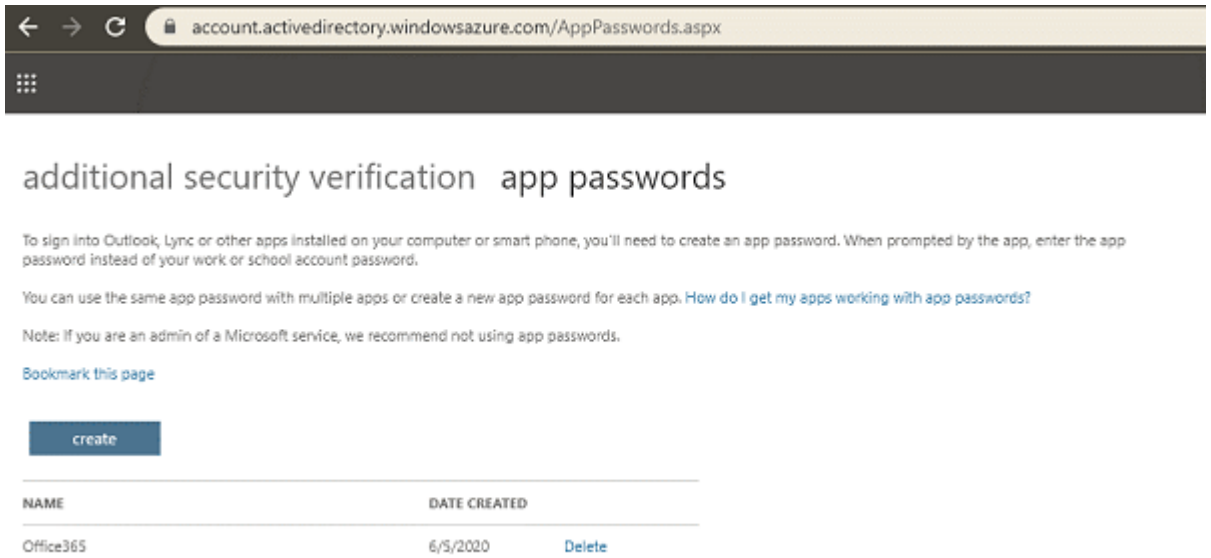 account.activedirectory.windowsazure.com/AppPasswords.aspx
additional security verification app passwords
To sign into Outlook, Lync or other apps installed on your computer or smart phone, you'll need to create an app password. When prompted by the app, enter the app
password instead of your work or school account password.
You can use the same app password with multiple apps or create a new app password for each app. How do I get my apps working with app passwords?
Note: If you are an admin of a Microsoft service, we recommend not using app passwords.
Bookmark this page
create
NAME DATE CREATED
Office365 6/5/2020 Delete